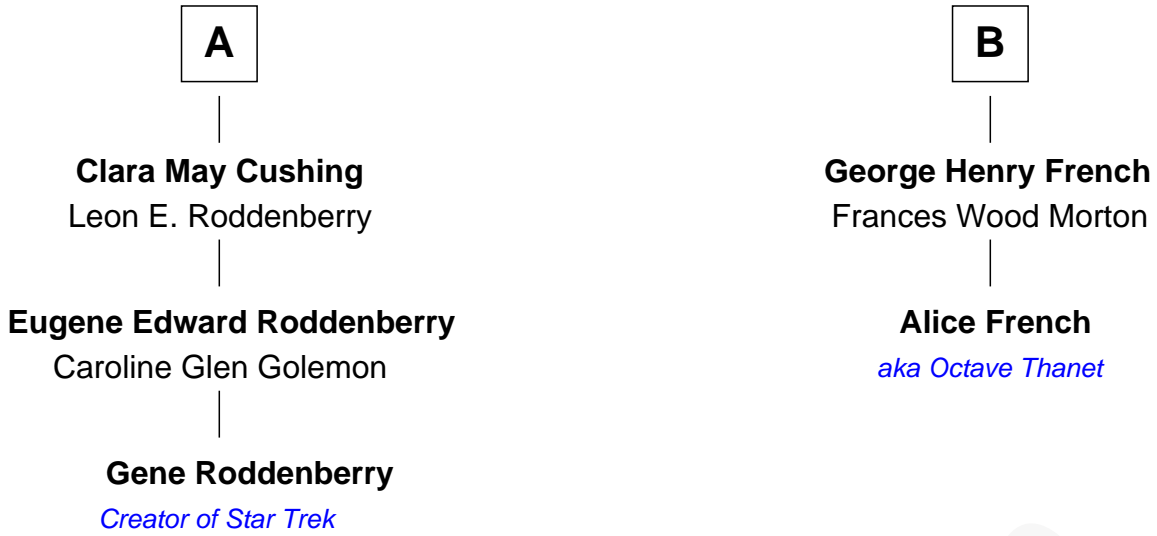 A
Clara May Cushing
Leon E. Roddenberry
Eugene Edward Roddenberry
Caroline Glen Golemon
Gene Roddenberry
Creator of Star Trek
B
George Henry French
Frances Wood Morton
Alice French
aka Octave Thanet